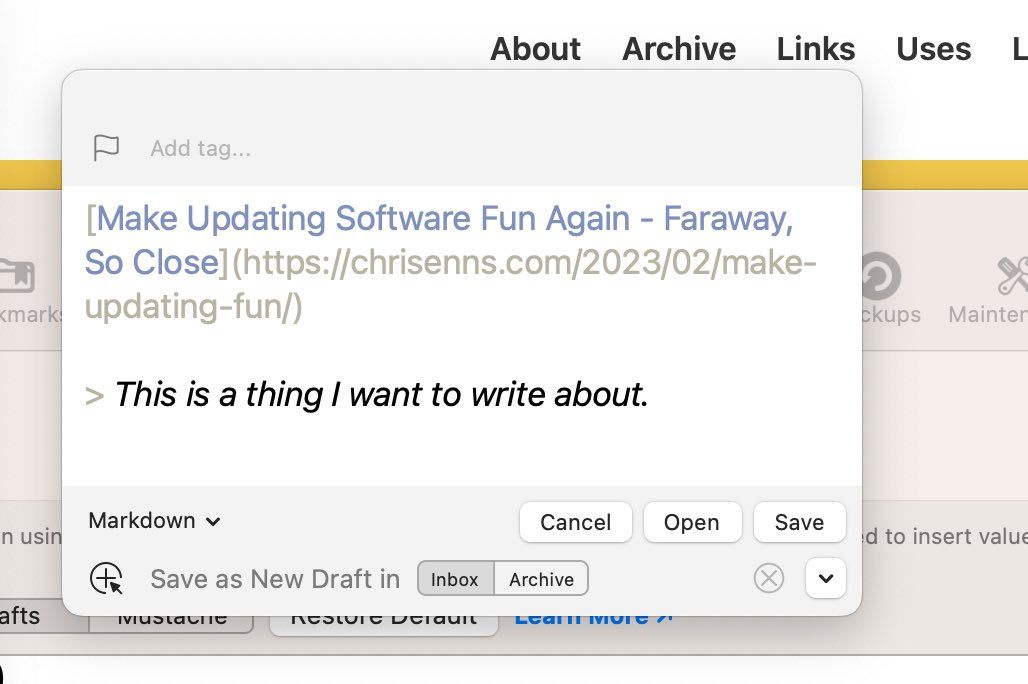 About Archive Links Uses L
Add tag...
[Make Updating Software Fun Again - Faraway,
So Close](https://chrisenns.com/2023/02/make-
updating-fun/)
kmarks ckups Mainten
> This is a thing I want to write about.
Markdown Cancel Open Save
n usin d to insert value
Save as New Draft in Inbox Archive
afts Mustache Restore Default Learn More ↗